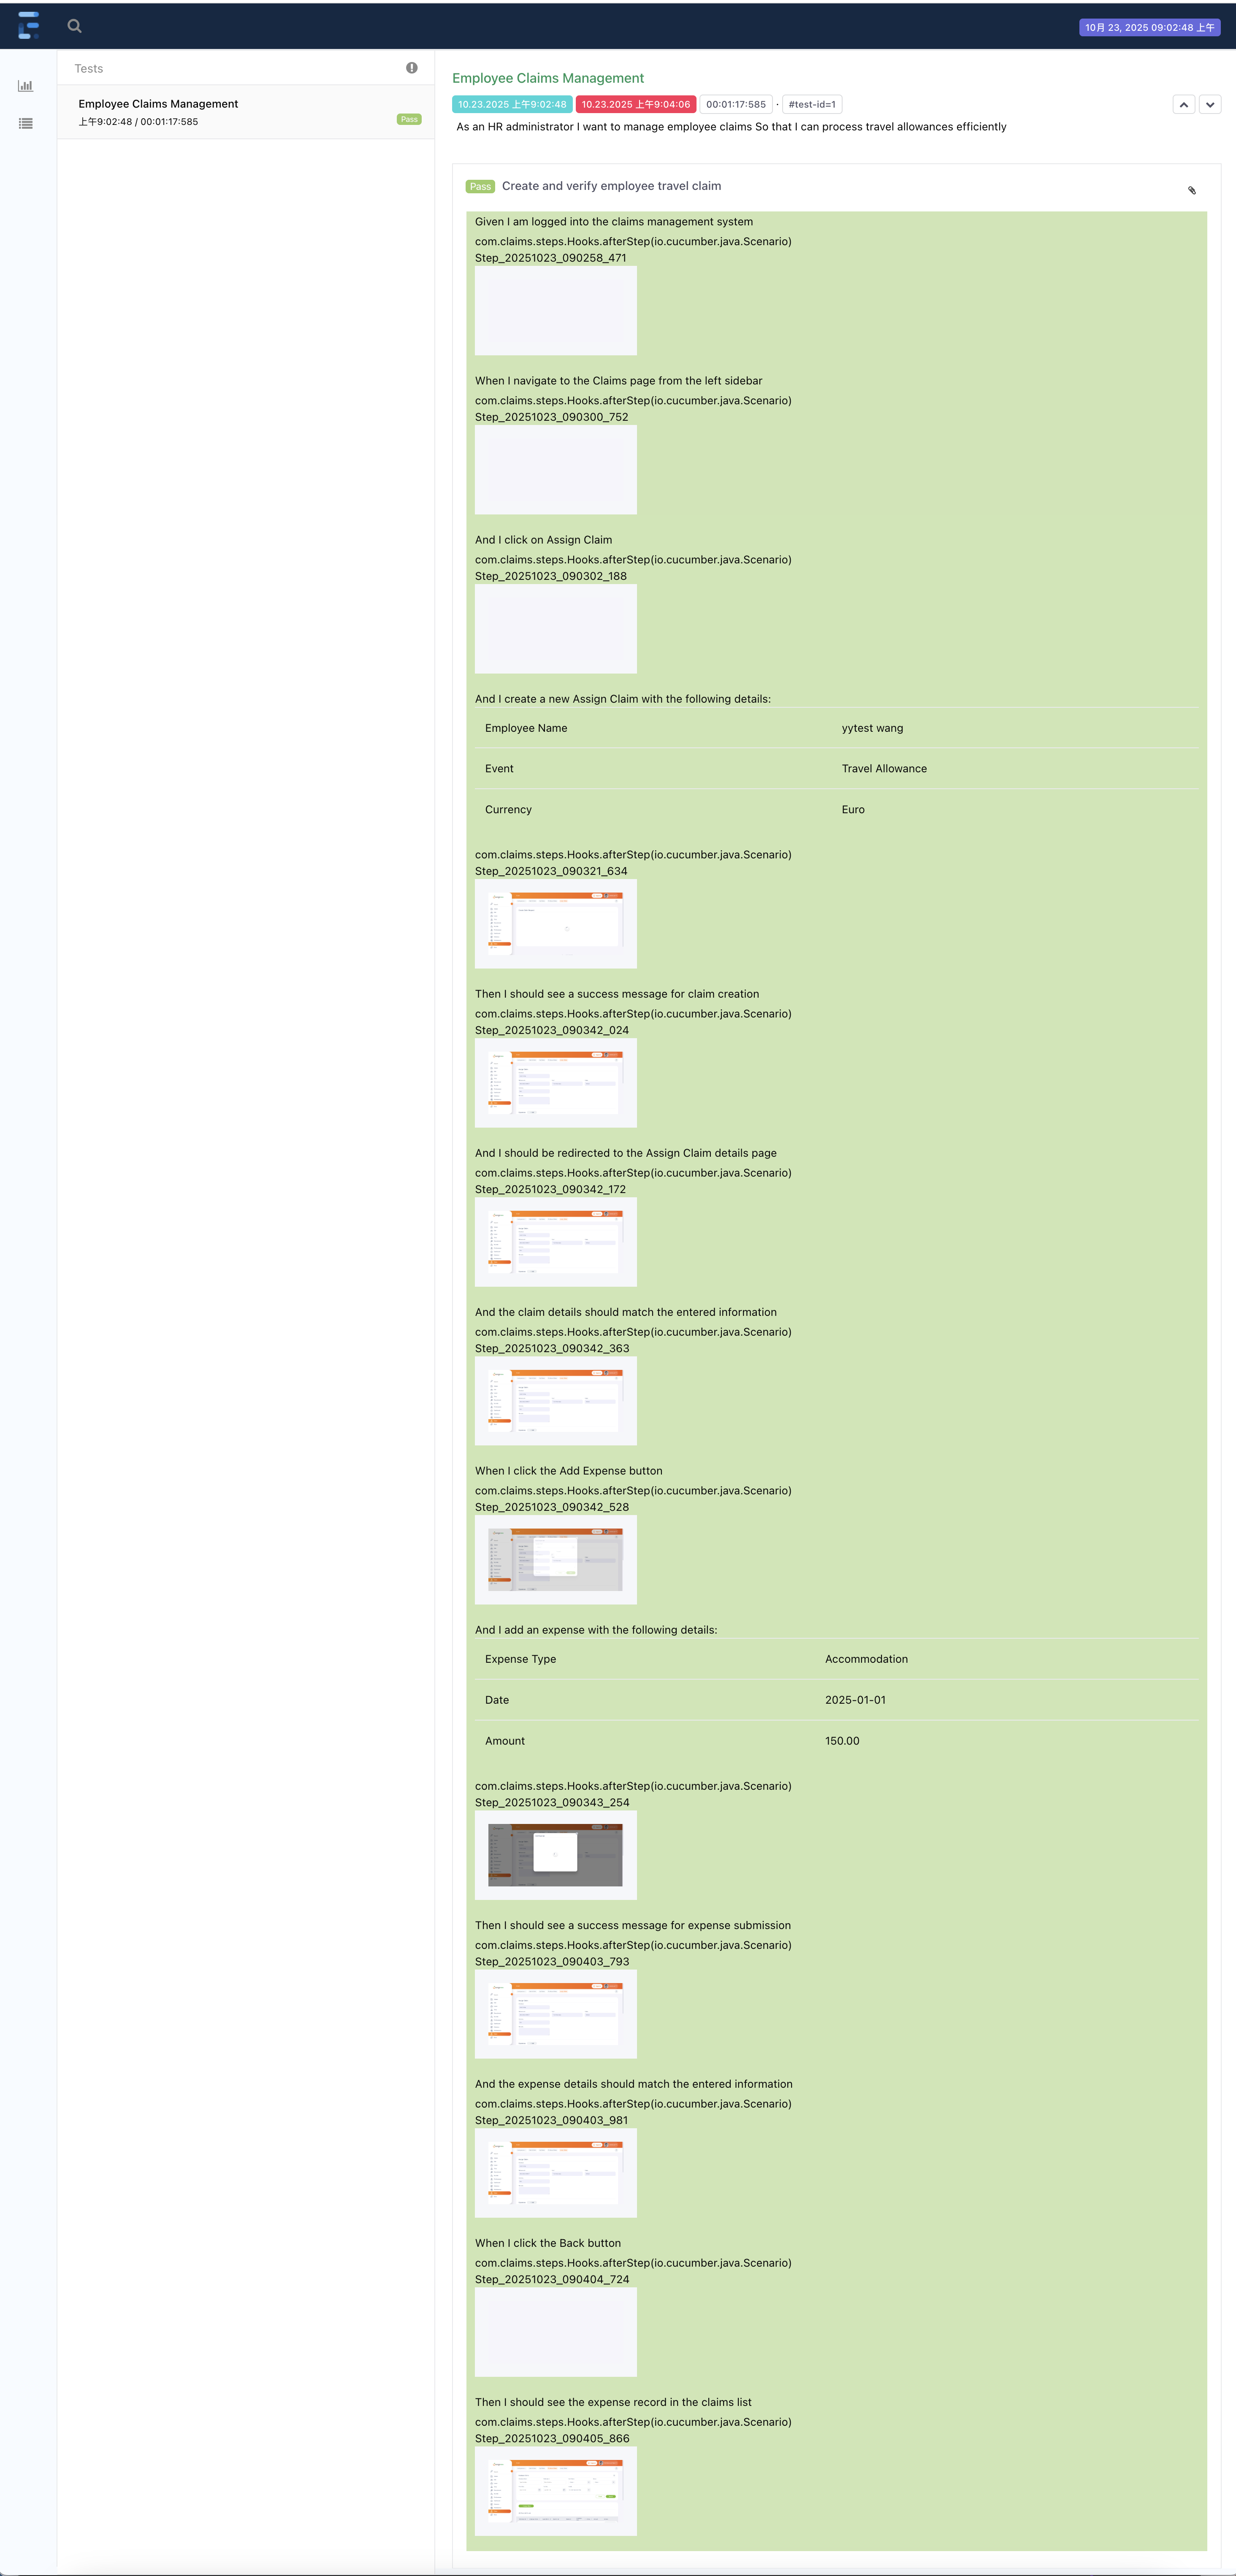 10月 23, 2025 09:02:48 上午
Tests
Employee Claims Management
上午9:02:48 / 00:01:17:585
Pass
Employee Claims Management
10.23.2025 上午9:02:48
10.23.2025 上午9:04:06
00:01:17:585
·
#test-id=1
As an HR administrator I want to manage employee claims So that I can process travel allowances efficiently
Pass Create and verify employee travel claim
Given I am logged into the claims management system
com.claims.steps.Hooks.afterStep(io.cucumber.java.Scenario)
Step_20251023_090258_471
When I navigate to the Claims page from the left sidebar
com.claims.steps.Hooks.afterStep(io.cucumber.java.Scenario)
Step_20251023_090300_752
And I click on Assign Claim
com.claims.steps.Hooks.afterStep(io.cucumber.java.Scenario)
Step_20251023_090302_188
And I create a new Assign Claim with the following details:
Employee Name yytest wang
Event Travel Allowance
Currency Euro
com.claims.steps.Hooks.afterStep(io.cucumber.java.Scenario)
Step_20251023_090321_634
Then I should see a success message for claim creation
com.claims.steps.Hooks.afterStep(io.cucumber.java.Scenario)
Step_20251023_090342_024
And I should be redirected to the Assign Claim details page
com.claims.steps.Hooks.afterStep(io.cucumber.java.Scenario)
Step_20251023_090342_172
And the claim details should match the entered information
com.claims.steps.Hooks.afterStep(io.cucumber.java.Scenario)
Step_20251023_090342_363
When I click the Add Expense button
com.claims.steps.Hooks.afterStep(io.cucumber.java.Scenario)
Step_20251023_090342_528
And I add an expense with the following details:
Expense Type Accommodation
Date 2025-01-01
Amount 150.00
com.claims.steps.Hooks.afterStep(io.cucumber.java.Scenario)
Step_20251023_090343_254
Then I should see a success message for expense submission
com.claims.steps.Hooks.afterStep(io.cucumber.java.Scenario)
Step_20251023_090403_793
And the expense details should match the entered information
com.claims.steps.Hooks.afterStep(io.cucumber.java.Scenario)
Step_20251023_090403_981
When I click the Back button
com.claims.steps.Hooks.afterStep(io.cucumber.java.Scenario)
Step_20251023_090404_724
Then I should see the expense record in the claims list
com.claims.steps.Hooks.afterStep(io.cucumber.java.Scenario)
Step_20251023_090405_866